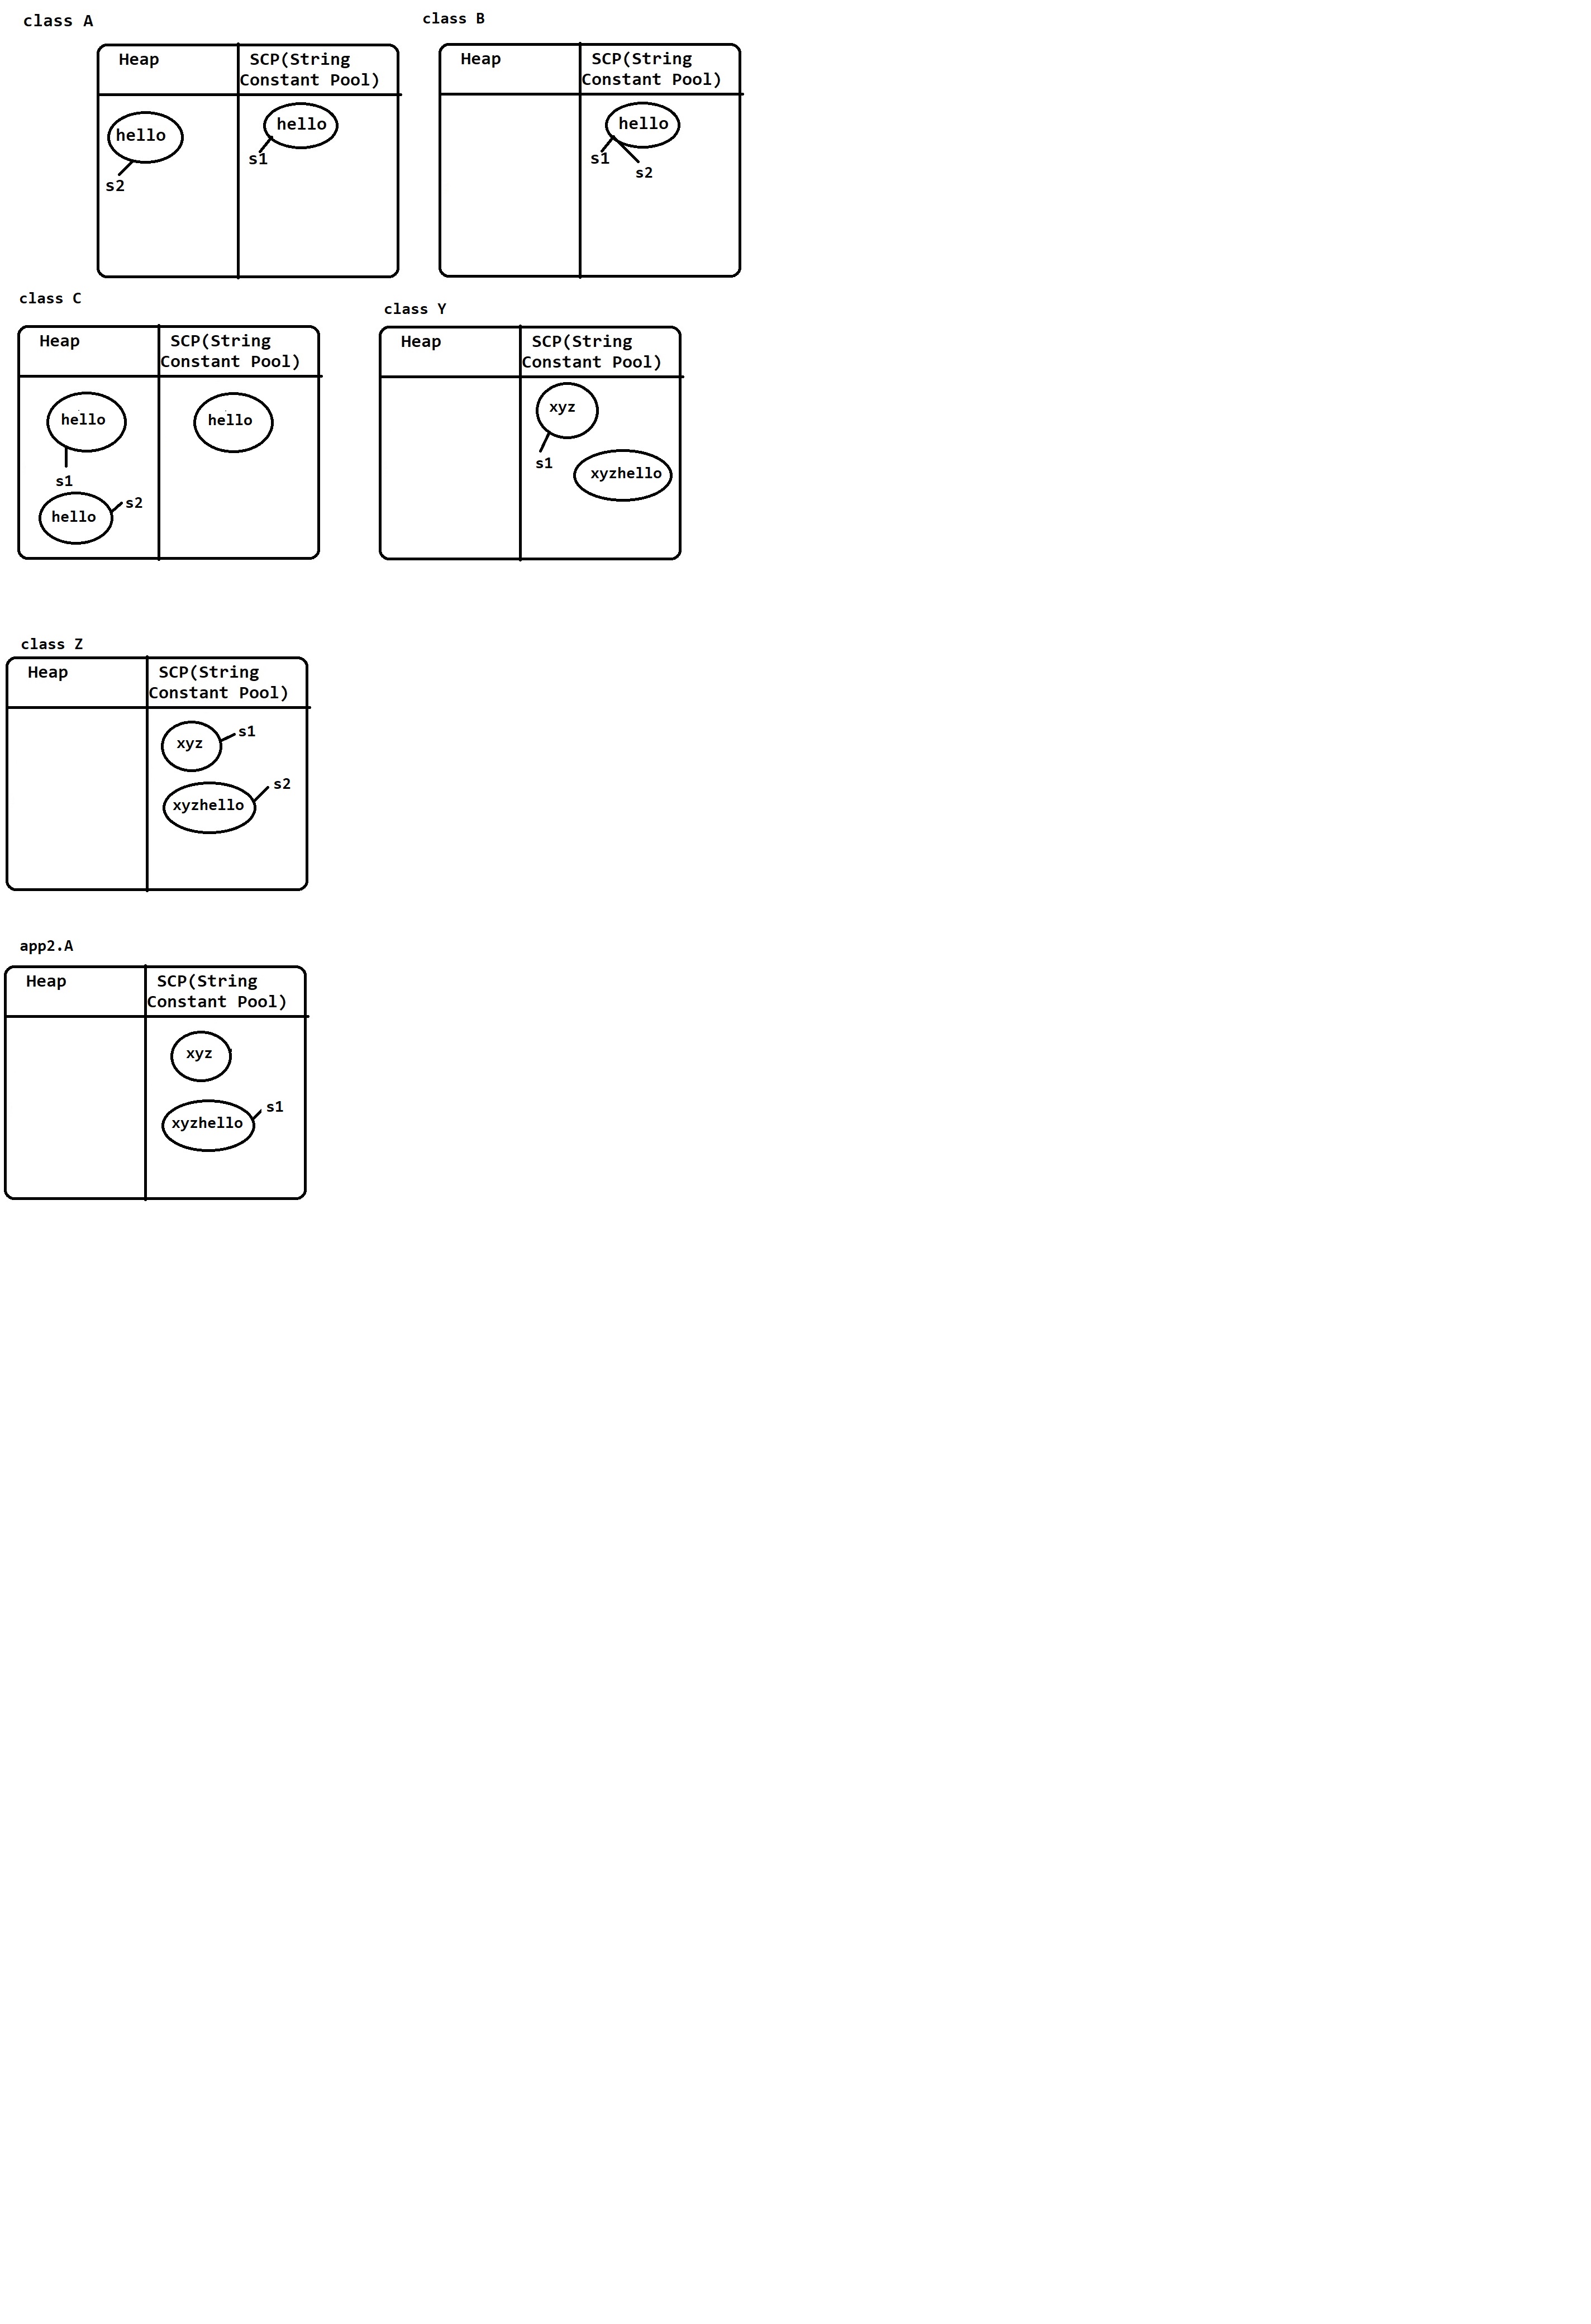 class A
Heap
SCP(String
Constant Pool)
hello
s2
hello
s1
class B
Heap
SCP(String
Constant Pool)
hello
s1
s2
class C
Heap
SCP(String
Constant Pool)
hello
s1
hello
s2
hello
class Y
Heap
SCP(String
Constant Pool)
xyz
s1
xyzhello
class Z
Heap
SCP(String
Constant Pool)
xyz
s1
xyzhello
s2
app2.A
Heap
SCP(String
Constant Pool)
xyz
xyzhello
s1